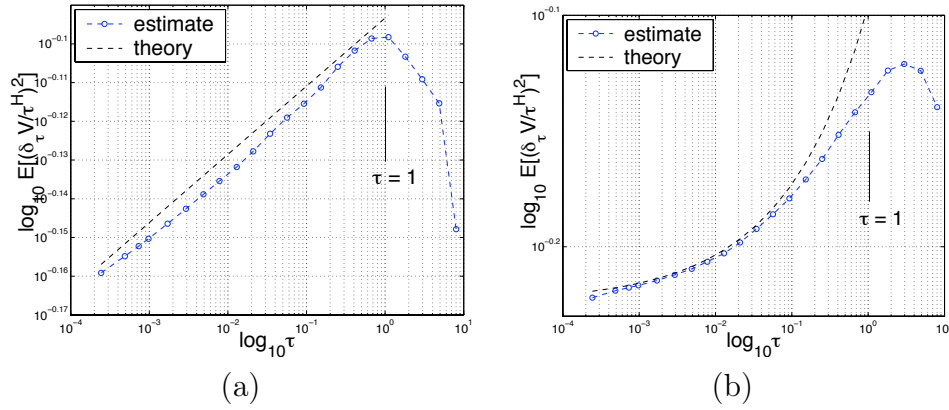 estimate
theory
10^−0.1
10^−0.11
10^−0.12
10^−0.13
10^−0.14
10^−0.15
10^−0.16
10^−0.17
log₁₀ E[(δ_τ V/τ^H)²]
τ = 1
10^−4
10^−3
10^−2
10^−1
10^0
10^1
log₁₀τ
(a)
estimate
theory
10^−0.1
10^−0.2
log₁₀ E[(δ_τ V/τ^H)²]
τ = 1
10^−4
10^−3
10^−2
10^−1
10^0
10
log₁₀τ
(b)